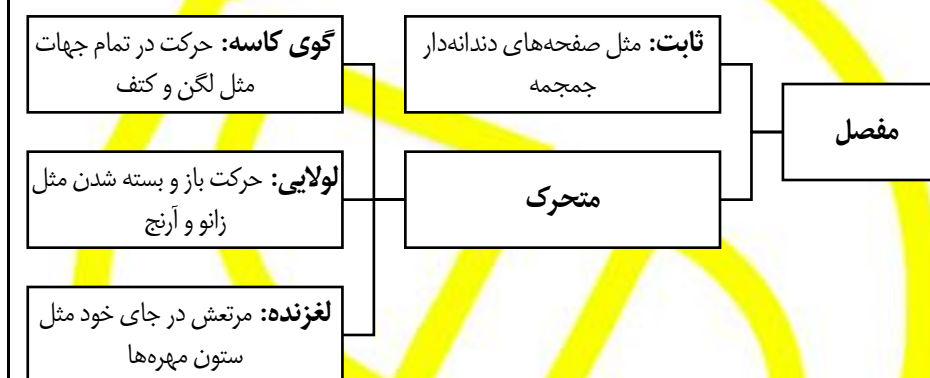 مفصل
ثابت: مثل صفحه‌های دندانه‌دار
جمجمه
متحرک
گوی کاسه: حرکت در تمام جهات
مثل لگن و کتف
لولایی: حرکت باز و بسته شدن مثل
زانو و آرنج
لغزنده: مرتعش در جای خود مثل
ستون مهره‌ها